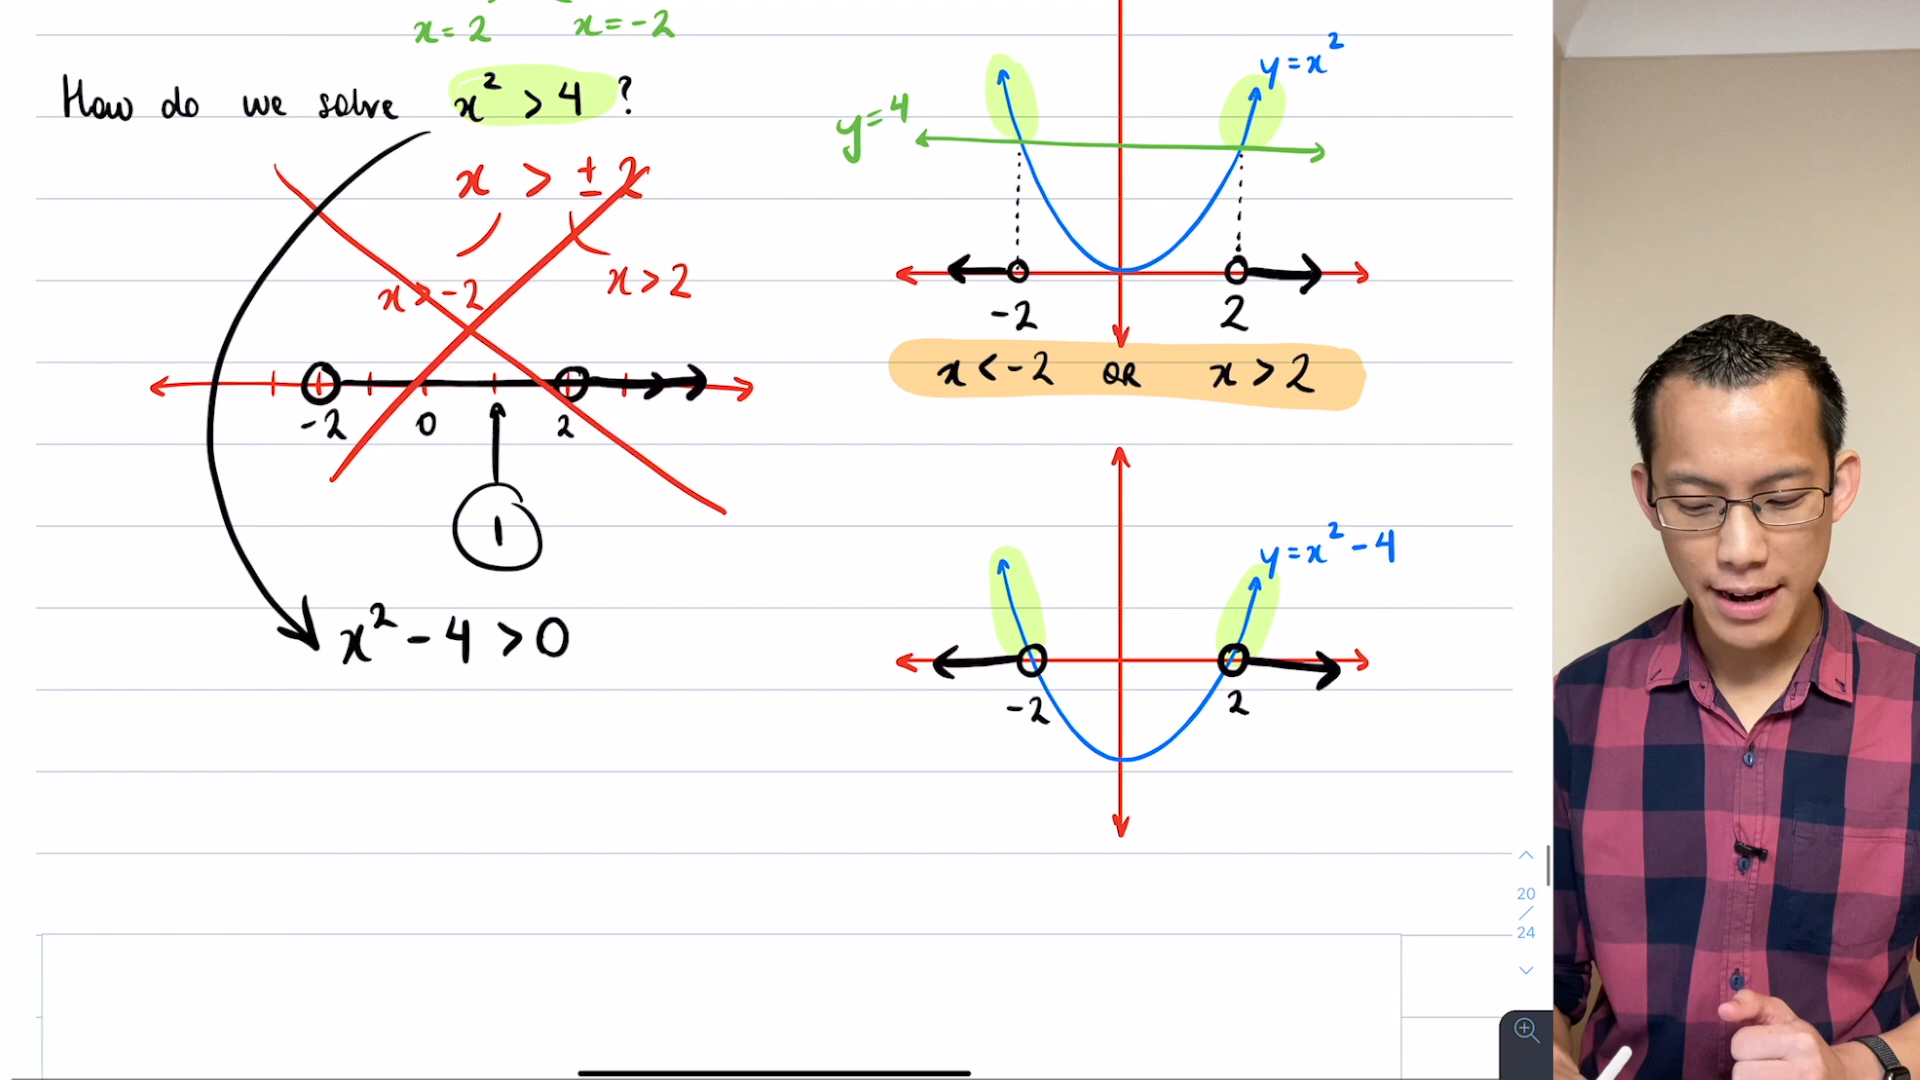 x=2 x=-2
How do we solve x² > 4 ?
x > ± 2
x > -2 x > 2
-2 0 2
1
x² - 4 > 0
y = x²
y = 4
-2 2
x < -2 OR x > 2
y = x² - 4
-2 2
20
/
24